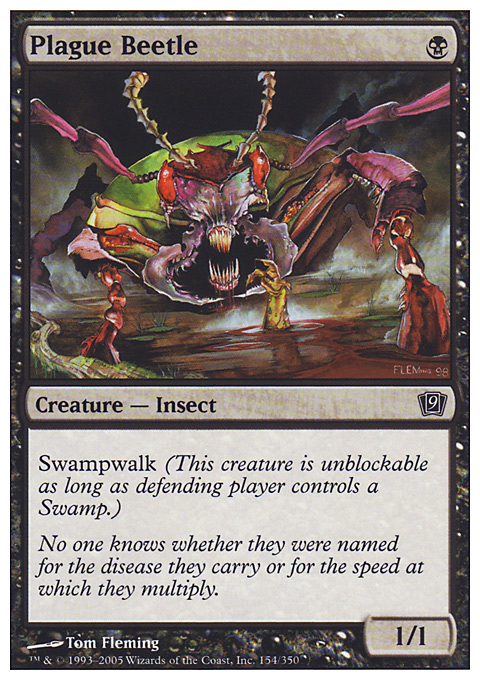 Plague Beetle
FLEMING 98
Creature — Insect
9
Swampwalk (This creature is unblockable
as long as defending player controls a
Swamp.)
No one knows whether they were named
for the disease they carry or for the speed at
which they multiply.
Tom Fleming
1/1
™ & © 1993–2005 Wizards of the Coast, Inc. 154/350